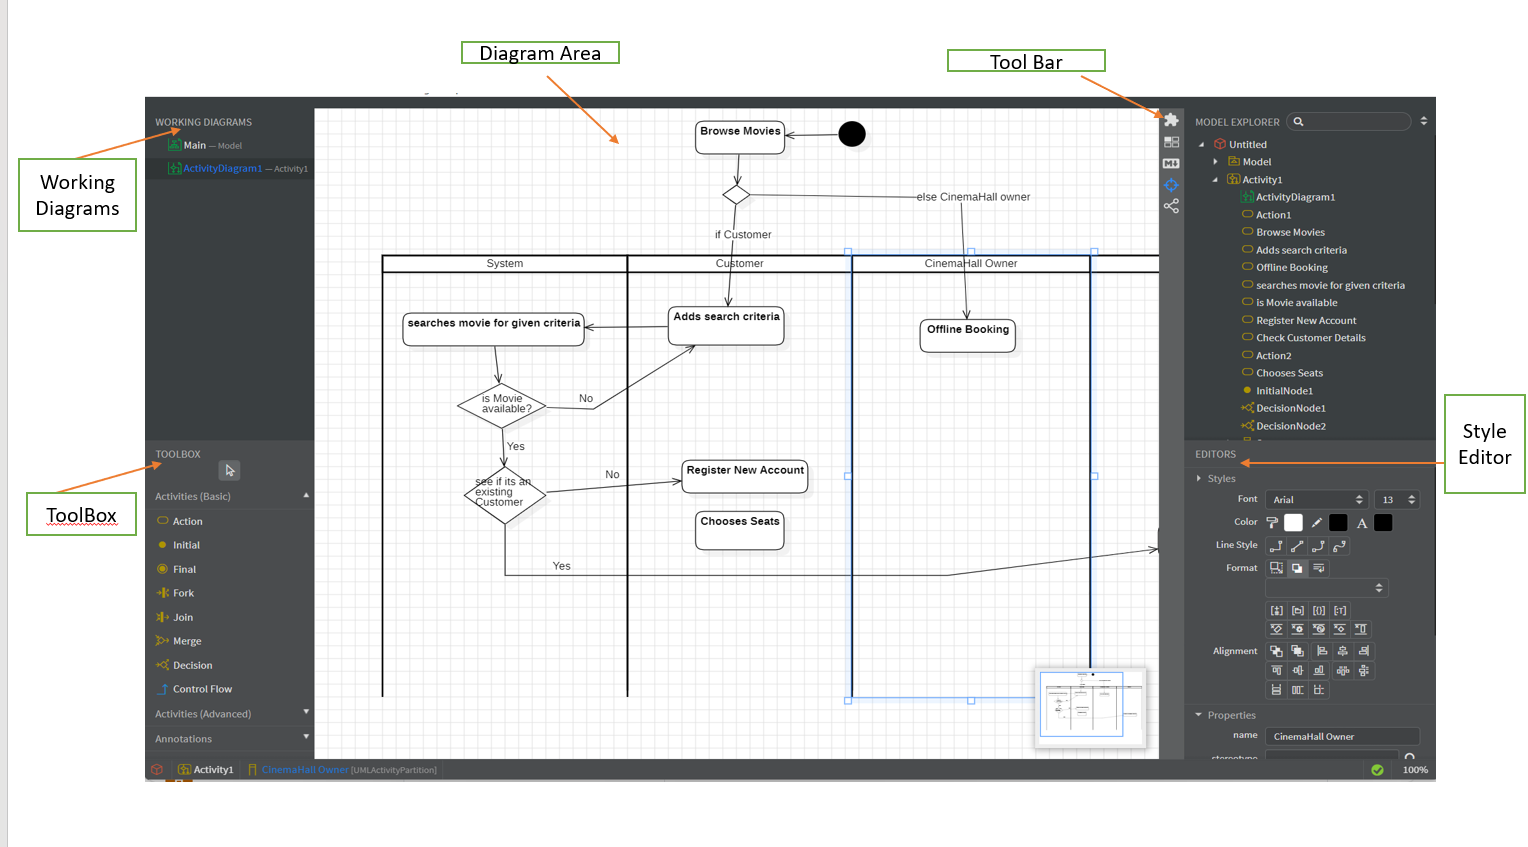 Diagram Area
Tool Bar
Working
Diagrams
ToolBox
Style
Editor
WORKING DIAGRAMS
Main — Model
ActivityDiagram1 — Activity1
TOOLBOX
Activities (Basic)
Action
Initial
Final
Fork
Join
Merge
Decision
Control Flow
Activities (Advanced)
Annotations
Browse Movies
else CinemaHall owner
if Customer
System
Customer
CinemaHall Owner
searches movie for given criteria
Adds search criteria
Offline Booking
is Movie
available?
No
Yes
see if its an
existing
Customer
No
Register New Account
Chooses Seats
Yes
MODEL EXPLORER
Untitled
Model
Activity1
ActivityDiagram1
Action1
Browse Movies
Adds search criteria
Offline Booking
searches movie for given criteria
is Movie available
Register New Account
Check Customer Details
Action2
Chooses Seats
InitialNode1
DecisionNode1
DecisionNode2
EDITORS
Styles
Font Arial 13
Color A
Line Style
Format
Alignment
Properties
name CinemaHall Owner
Activity1 CinemaHall Owner [UMLActivityPartition]
100%